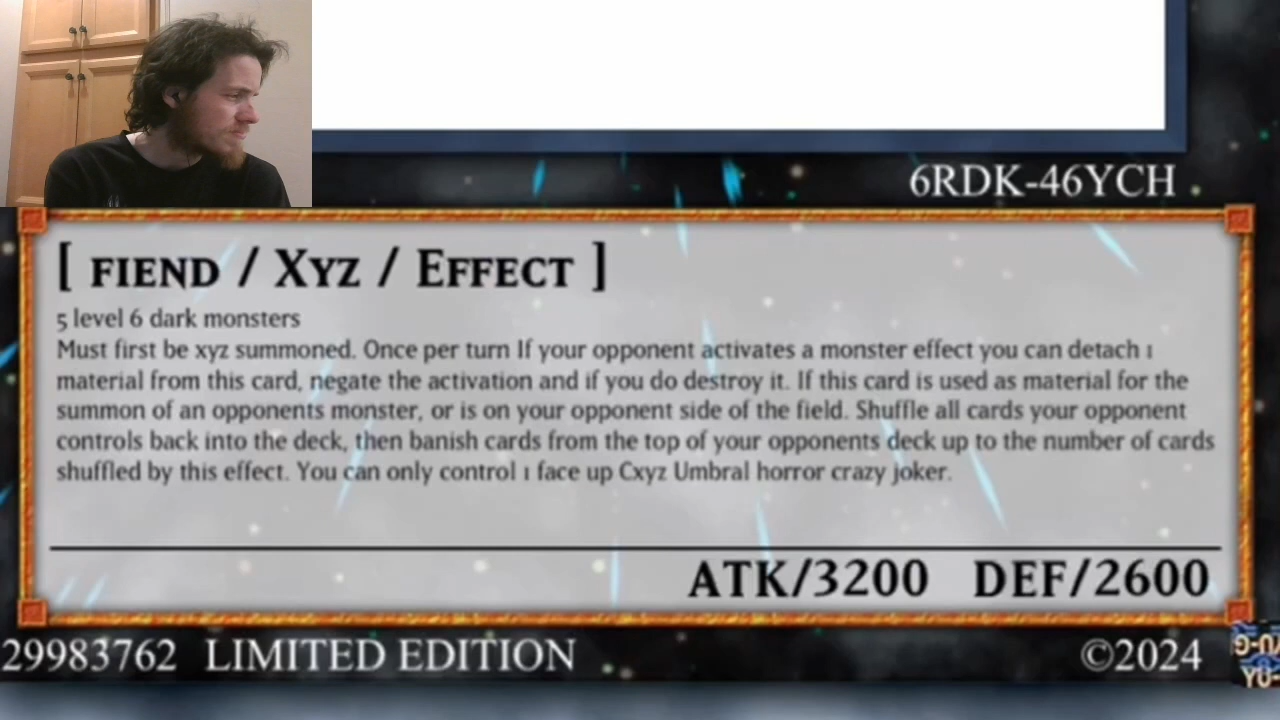 6RDK-46YCH
[ FIEND / XYZ / EFFECT ]
5 level 6 dark monsters
Must first be xyz summoned. Once per turn If your opponent activates a monster effect you can detach 1
material from this card, negate the activation and if you do destroy it. If this card is used as material for the
summon of an opponents monster, or is on your opponent side of the field. Shuffle all cards your opponent
controls back into the deck, then banish cards from the top of your opponents deck up to the number of cards
shuffled by this effect. You can only control 1 face up Cxyz Umbral horror crazy joker.
ATK/3200 DEF/2600
29983762 LIMITED EDITION ©2024